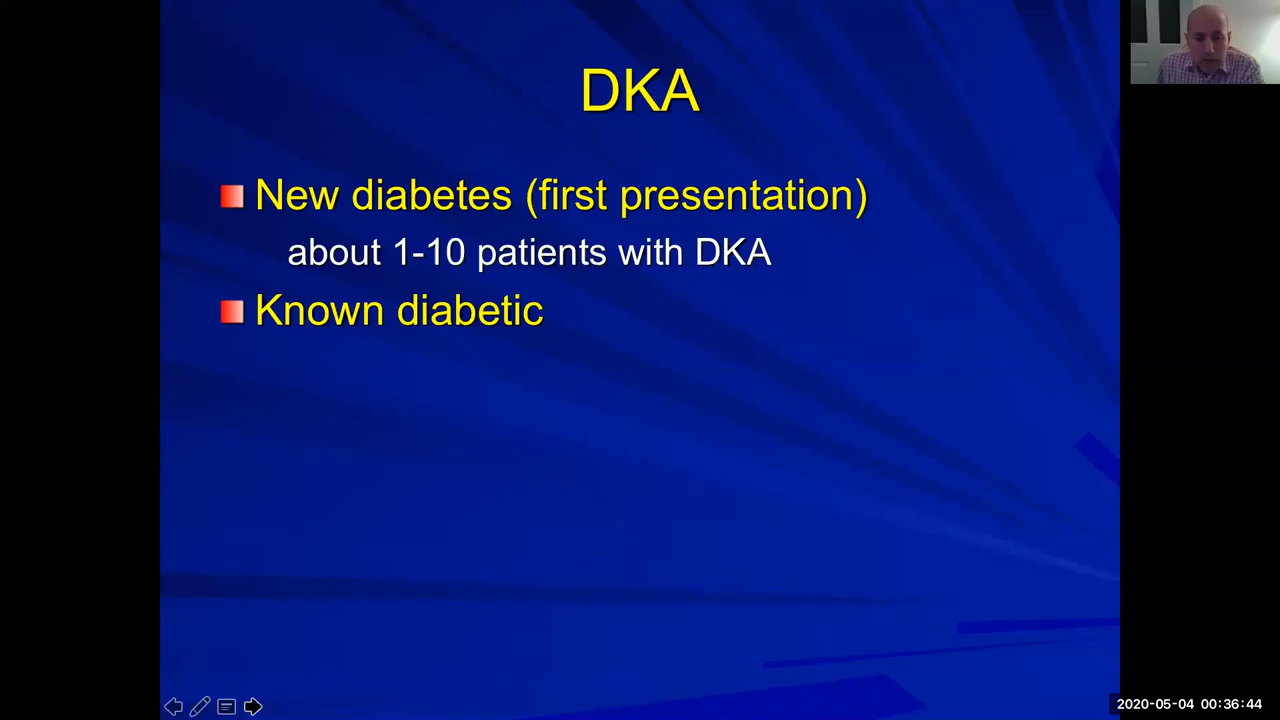 DKA
New diabetes (first presentation)
about 1-10 patients with DKA
Known diabetic
2020-05-04 00:36:44